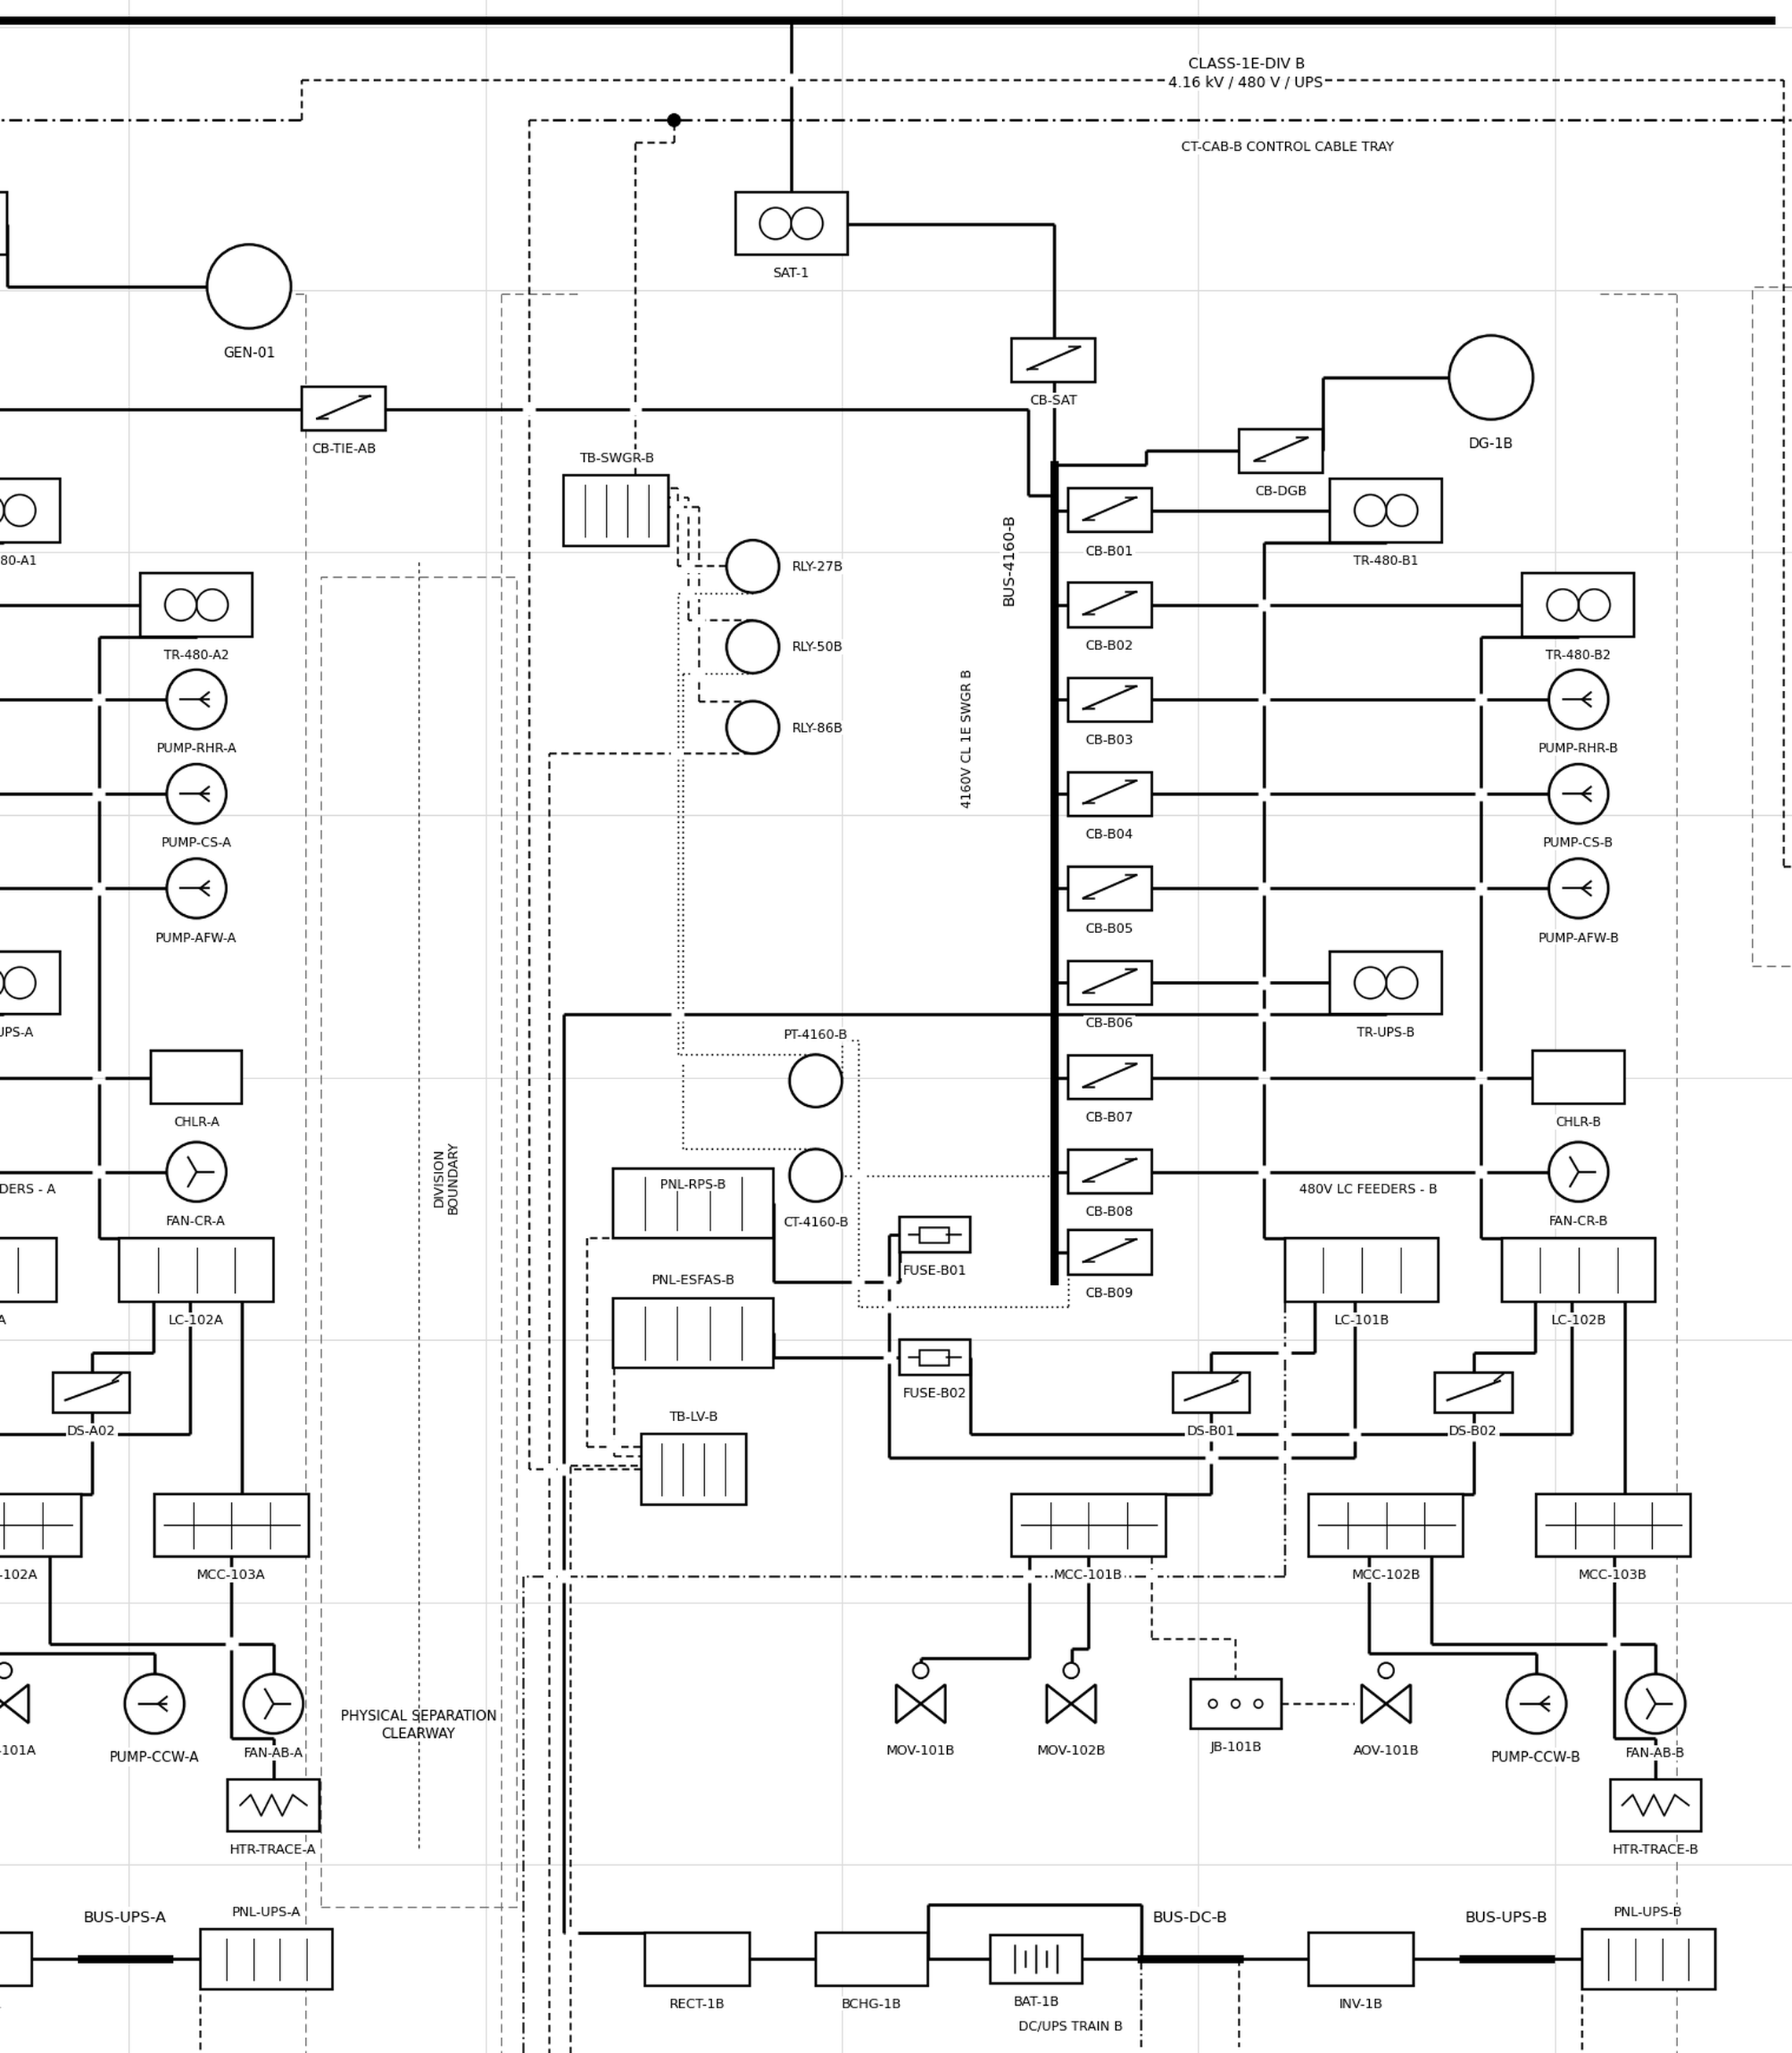 CLASS-1E-DIV B
4.16 kV / 480 V / UPS
CT-CAB-B CONTROL CABLE TRAY
SAT-1
GEN-01
CB-SAT
CB-TIE-AB
DG-1B
TB-SWGR-B
CB-DGB
BUS-4160-B
80-A1
RLY-27B
CB-B01
TR-480-B1
TR-480-A2
RLY-50B
CB-B02
TR-480-B2
RLY-86B
4160V CL 1E SWGR B
PUMP-RHR-A
CB-B03
PUMP-RHR-B
PUMP-CS-A
CB-B04
PUMP-CS-B
PUMP-AFW-A
CB-B05
PUMP-AFW-B
UPS-A
PT-4160-B
CB-B06
TR-UPS-B
CHLR-A
CB-B07
CHLR-B
DIVISION
BOUNDARY
DERS - A
PNL-RPS-B
480V LC FEEDERS - B
FAN-CR-A
CT-4160-B
CB-B08
FAN-CR-B
FUSE-B01
PNL-ESFAS-B
CB-B09
A
LC-102A
LC-101B
LC-102B
FUSE-B02
TB-LV-B
DS-A02
DS-B01
DS-B02
-102A
MCC-103A
MCC-101B
MCC-102B
MCC-103B
PHYSICAL SEPARATION
CLEARWAY
-101A
PUMP-CCW-A
FAN-AB-A
MOV-101B
MOV-102B
JB-101B
AOV-101B
PUMP-CCW-B
FAN-AB-B
HTR-TRACE-A
HTR-TRACE-B
BUS-UPS-A
PNL-UPS-A
BUS-DC-B
BUS-UPS-B
PNL-UPS-B
RECT-1B
BCHG-1B
BAT-1B
INV-1B
DC/UPS TRAIN B